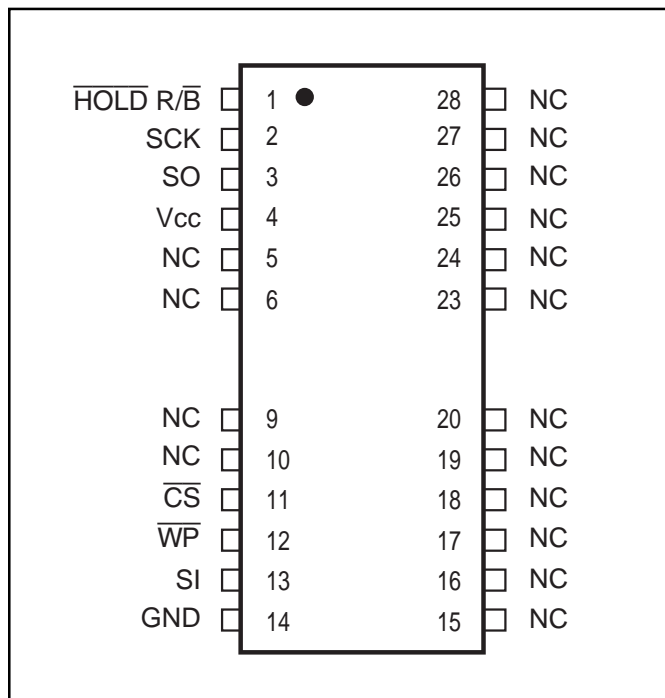 HOLD R/B 1 28 NC
SCK 2 27 NC
SO 3 26 NC
Vcc 4 25 NC
NC 5 24 NC
NC 6 23 NC
NC 9 20 NC
NC 10 19 NC
CS 11 18 NC
WP 12 17 NC
SI 13 16 NC
GND 14 15 NC